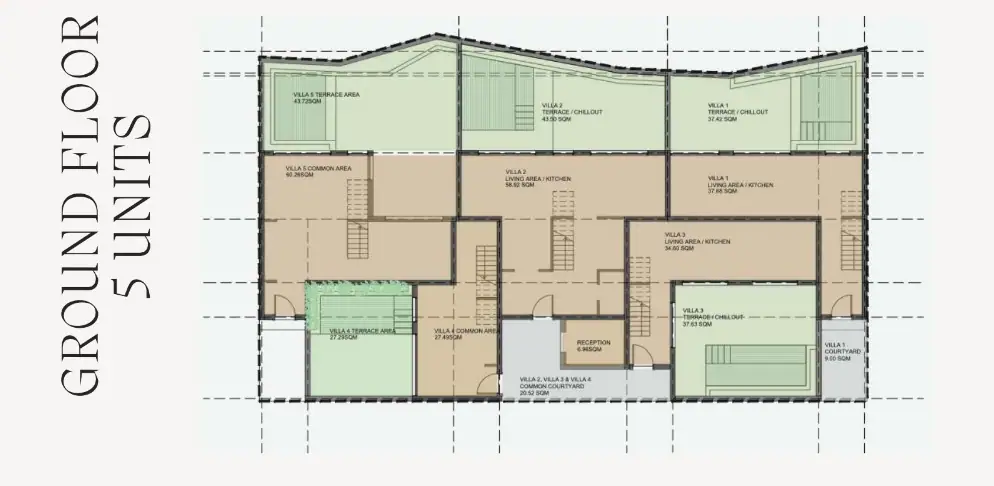 GROUND FLOOR
5 UNITS
VILLA 5 TERRACE AREA
43.72SQM
VILLA 2
TERRACE / CHILLOUT
43.50 SQM
VILLA 1
TERRACE / CHILLOUT
37.42 SQM
VILLA 5 COMMON AREA
60.26SQM
VILLA 2
LIVING AREA / KITCHEN
58.92 SQM
VILLA 1
LIVING AREA / KITCHEN
37.68 SQM
VILLA 3
LIVING AREA / KITCHEN
34.60 SQM
VILLA 3
TERRACE / CHILLOUT
37.63 SQM
VILLA 4 TERRACE AREA
27.29SQM
VILLA 4 COMMON AREA
37.49SQM
RECEPTION
6.96SQM
VILLA 1
COURTYARD
9.00 SQM
VILLA 2, VILLA 3 & VILLA 4
COMMON COURTYARD
20.52 SQM